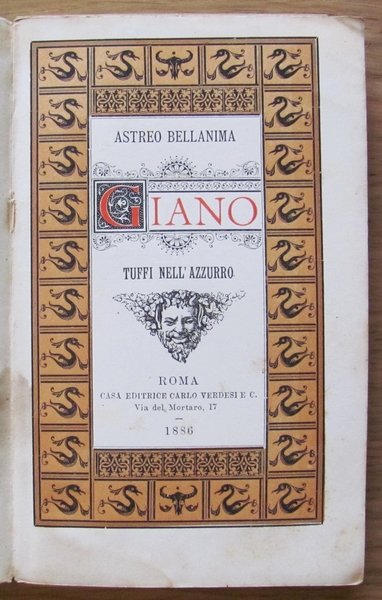 ASTREO BELLANIMA
GIANO
TUFFI NELL'AZZURRO
ROMA
CASA EDITRICE CARLO VERDESI E C.
Via del Mortaro, 17
1886